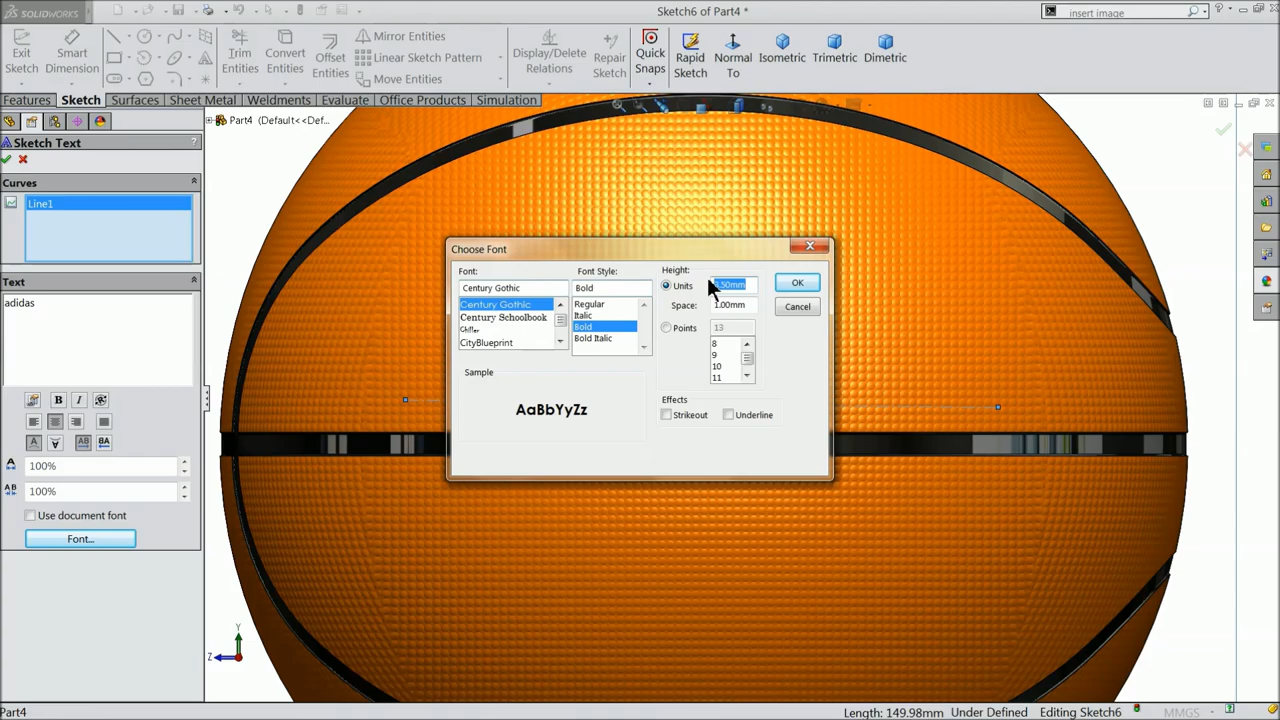 SOLIDWORKS
Sketch6 of Part4 *
insert image
Exit Sketch
Smart Dimension
Trim Entities
Convert Entities
Offset Entities
Mirror Entities
Linear Sketch Pattern
Move Entities
Display/Delete Relations
Repair Sketch
Quick Snaps
Rapid Sketch
Normal To
Isometric
Trimetric
Dimetric
Features
Sketch
Surfaces
Sheet Metal
Weldments
Evaluate
Office Products
Simulation
Part4 (Default<<Def...
Sketch Text
?
Curves
Line1
Text
adidas
B I
100%
100%
Use document font
Font...
Choose Font
Font:
Century Gothic
Century Gothic
Century Schoolbook
Chiller
CityBlueprint
Font Style:
Bold
Regular
Italic
Bold
Bold Italic
Height:
Units
Space:
1.00mm
Points
13
8
9
10
11
OK
Cancel
Sample
AaBbYyZz
Effects
Strikeout
Underline
Y
Z
Part4
Length: 149.98mm
Under Defined
Editing Sketch6
MMGS